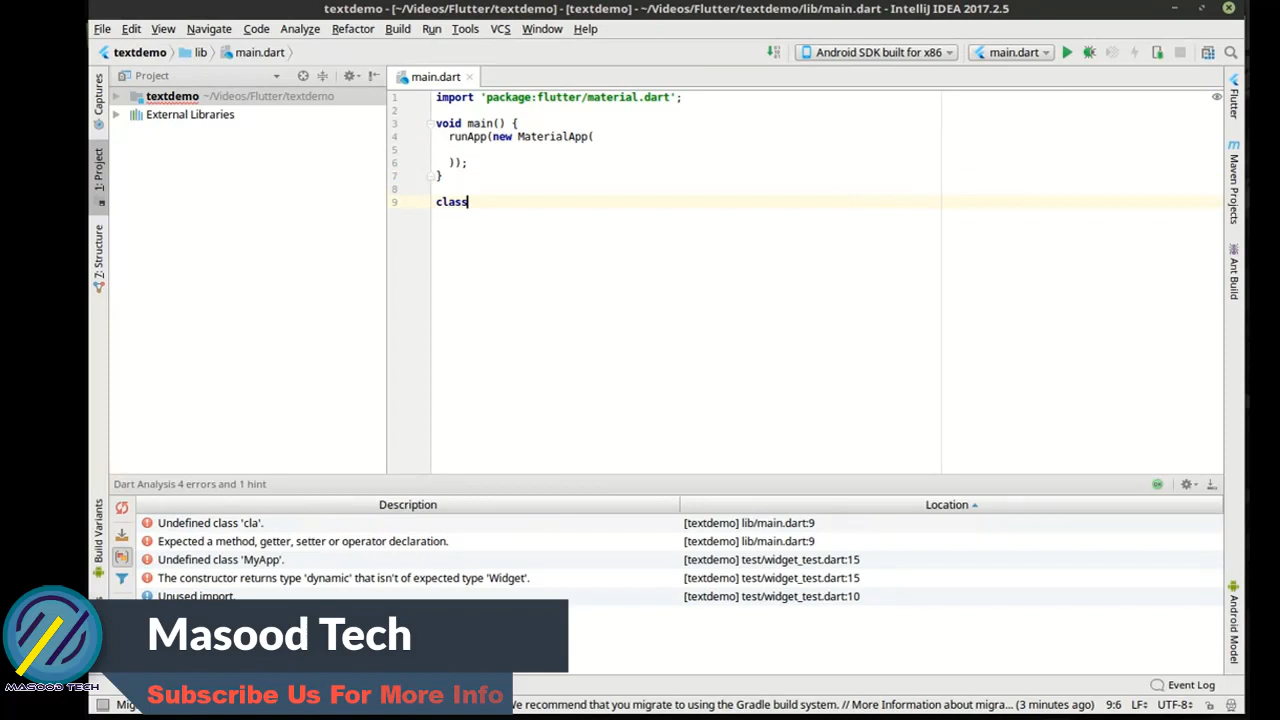 textdemo - [~/Videos/Flutter/textdemo] - [textdemo] - ~/Videos/Flutter/textdemo/lib/main.dart - IntelliJ IDEA 2017.2.5
File Edit View Navigate Code Analyze Refactor Build Run Tools VCS Window Help
textdemo lib main.dart Android SDK built for x86 main.dart
Project
main.dart
textdemo ~/Videos/Flutter/textdemo
External Libraries
Captures
1: Project
7: Structure
Build Variants
1 import 'package:flutter/material.dart';
2
3 void main() {
4 runApp(new MaterialApp(
5
6 ));
7 }
8
9 class
Flutter
Maven Projects
Ant Build
Android Model
Dart Analysis 4 errors and 1 hint
Description Location
Undefined class 'cla'. [textdemo] lib/main.dart:9
Expected a method, getter, setter or operator declaration. [textdemo] lib/main.dart:9
Undefined class 'MyApp'. [textdemo] test/widget_test.dart:15
The constructor returns type 'dynamic' that isn't of expected type 'Widget'. [textdemo] test/widget_test.dart:15
Unused import. [textdemo] test/widget_test.dart:10
Masood Tech
MASOOD TECH
Subscribe Us For More Info
Event Log
recommend that you migrate to using the Gradle build system. // More Information about migra... (3 minutes ago) 9:6 LF÷ UTF-8÷